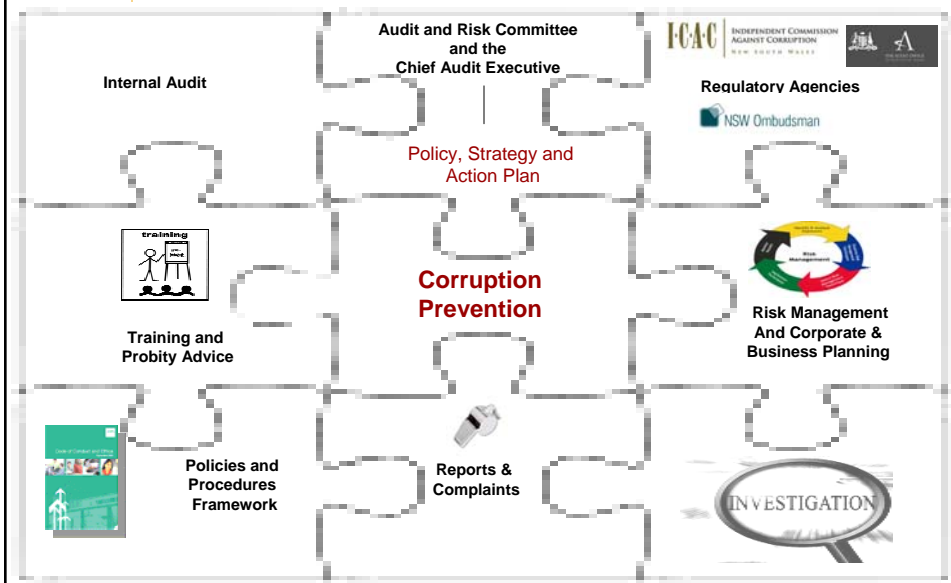 Internal Audit
Audit and Risk Committee
and the
Chief Audit Executive
Policy, Strategy and
Action Plan
I·C·A·C
INDEPENDENT COMMISSION
AGAINST CORRUPTION
NEW SOUTH WALES
Regulatory Agencies
NSW Ombudsman
training
Training and
Probity Advice
Corruption
Prevention
Risk
Management
Risk Management
And Corporate &
Business Planning
Policies and
Procedures
Framework
Reports &
Complaints
INVESTIGATION